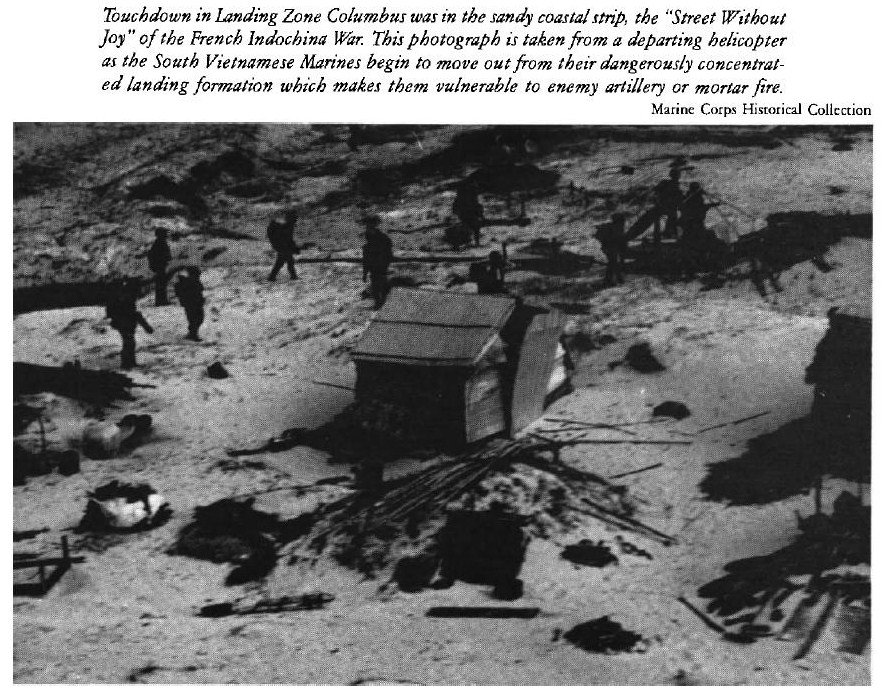 Touchdown in Landing Zone Columbus was in the sandy coastal strip, the “Street Without
Joy” of the French Indochina War. This photograph is taken from a departing helicopter
as the South Vietnamese Marines begin to move out from their dangerously concentrat-
ed landing formation which makes them vulnerable to enemy artillery or mortar fire.
Marine Corps Historical Collection